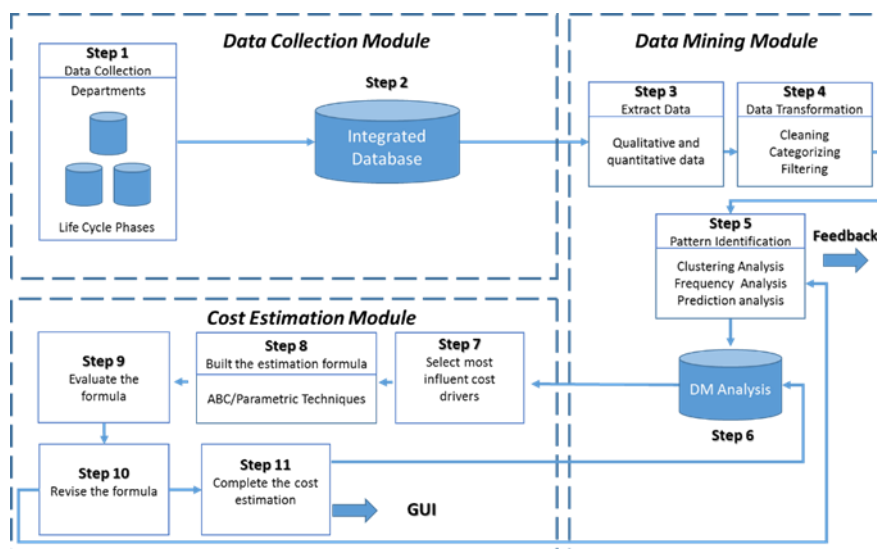 Data Collection Module
Step 1
Data Collection
Departments
Life Cycle Phases
Step 2
Integrated
Database
Data Mining Module
Step 3
Extract Data
Qualitative and
quantitative data
Step 4
Data Transformation
Cleaning
Categorizing
Filtering
Step 5
Pattern Identification
Clustering Analysis
Frequency Analysis
Prediction analysis
Feedback
DM Analysis
Step 6
Cost Estimation Module
Step 7
Select most
influent cost
drivers
Step 8
Built the estimation formula
ABC/Parametric Techniques
Step 9
Evaluate the
formula
Step 10
Revise the formula
Step 11
Complete the cost
estimation
GUI